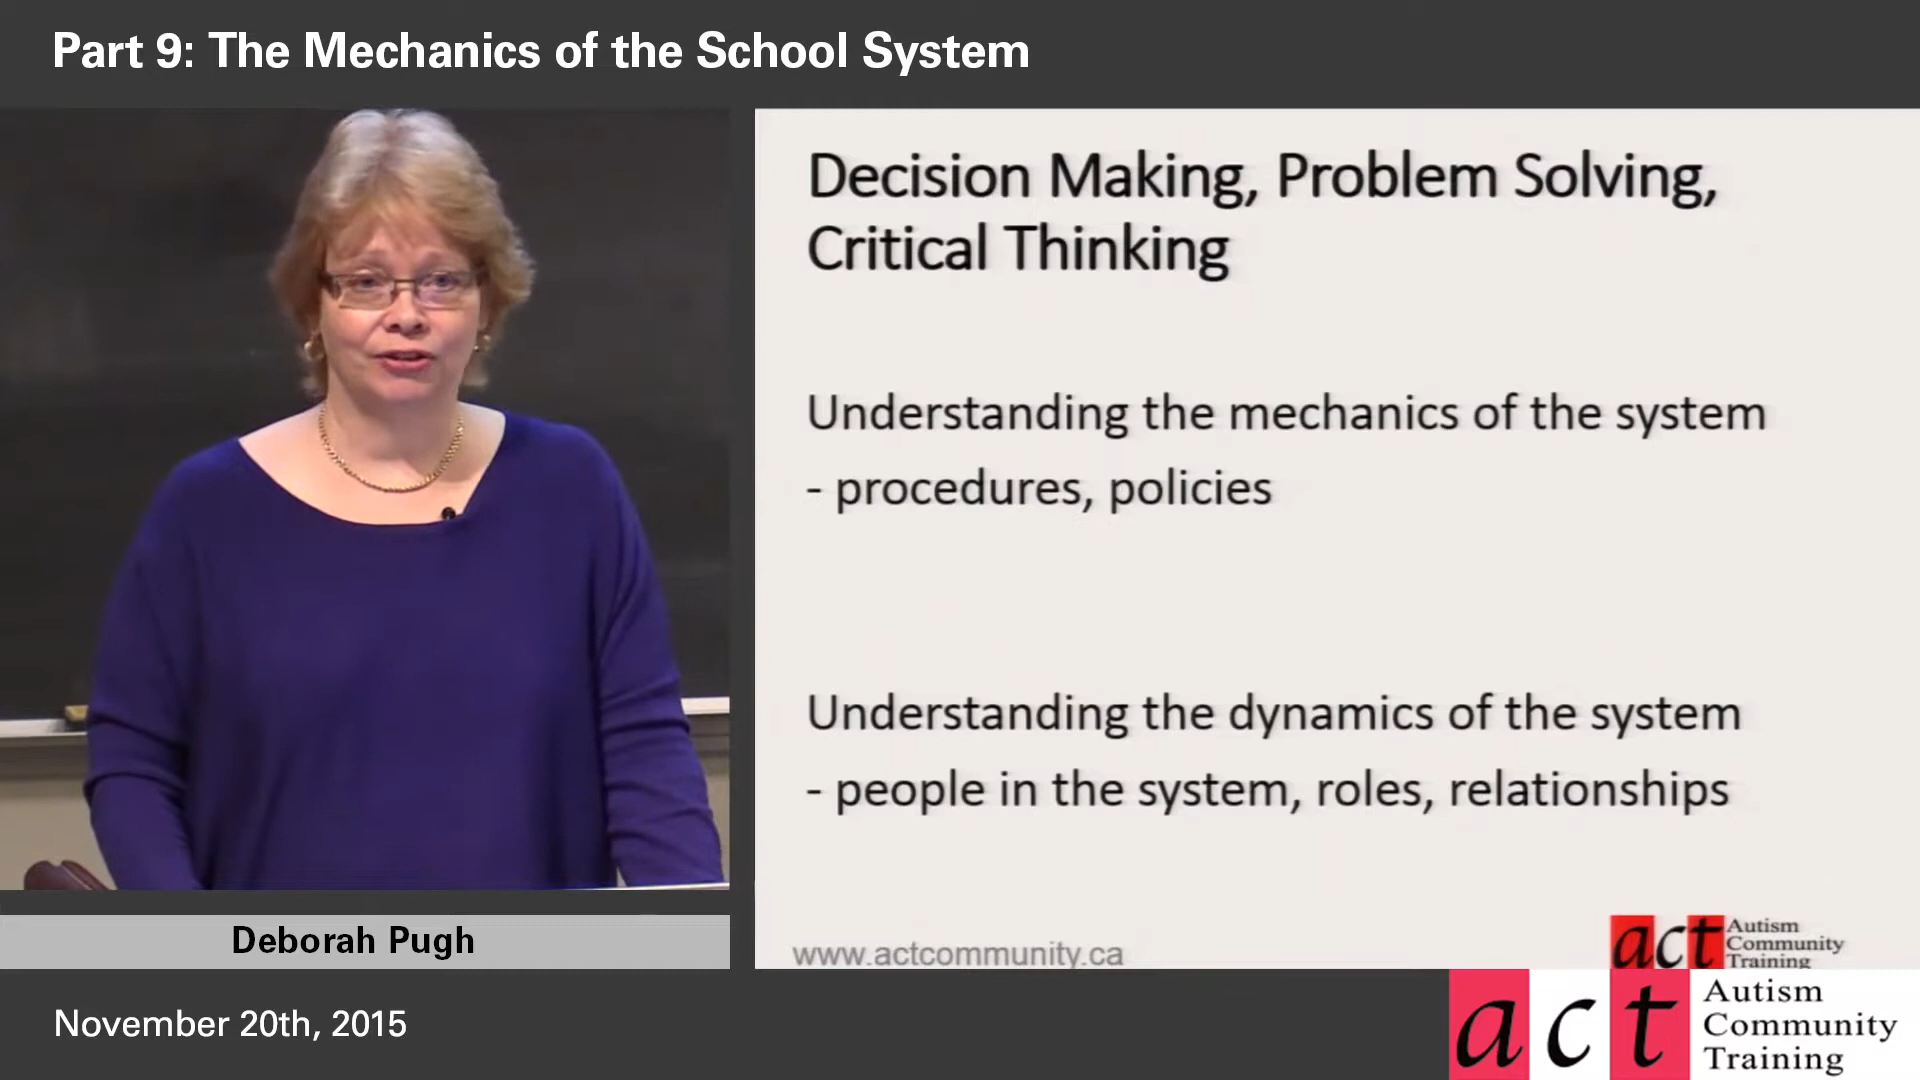 Part 9: The Mechanics of the School System
Decision Making, Problem Solving,
Critical Thinking
Understanding the mechanics of the system
- procedures, policies
Understanding the dynamics of the system
- people in the system, roles, relationships
www.actcommunity.ca
act Autism
Community
Training
Deborah Pugh
November 20th, 2015
act Autism
Community
Training